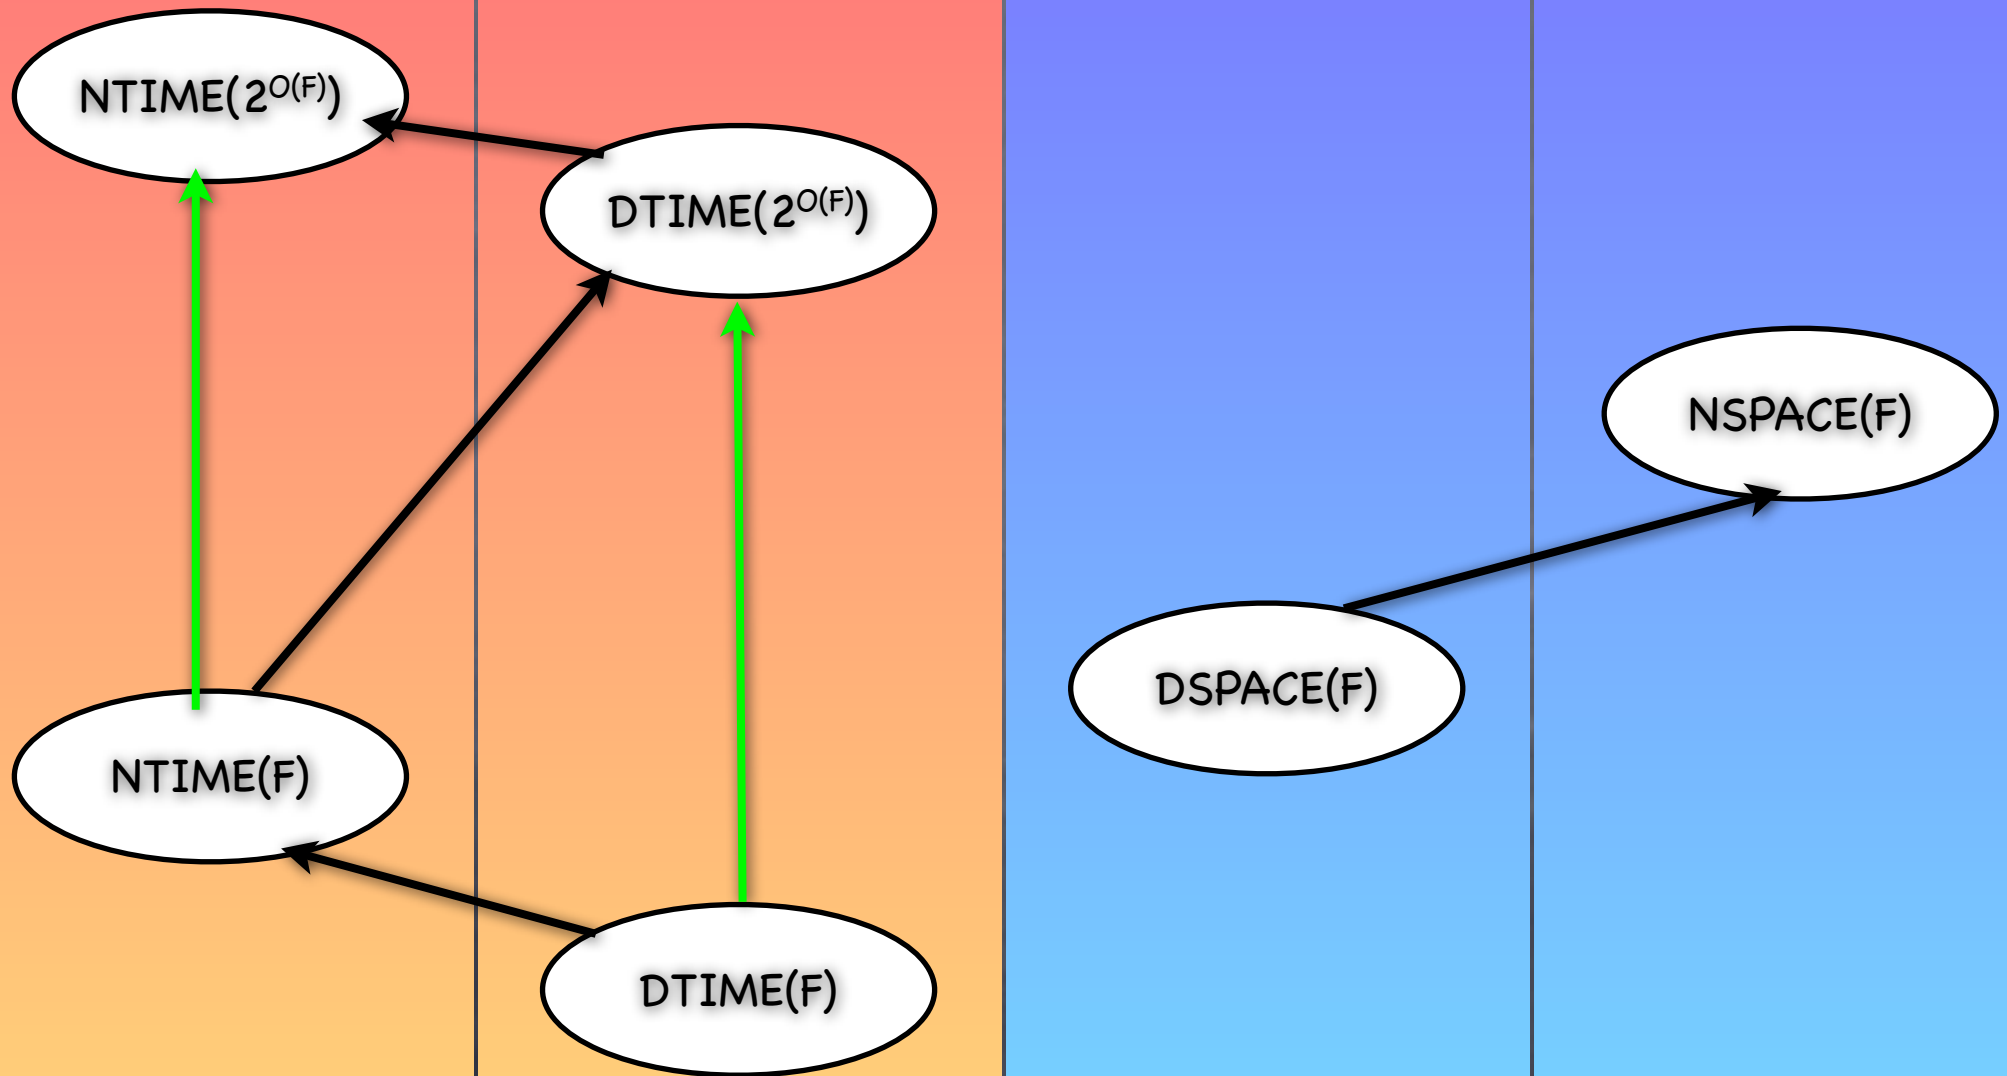 NTIME(2^O(F))
DTIME(2^O(F))
NSPACE(F)
DSPACE(F)
NTIME(F)
DTIME(F)